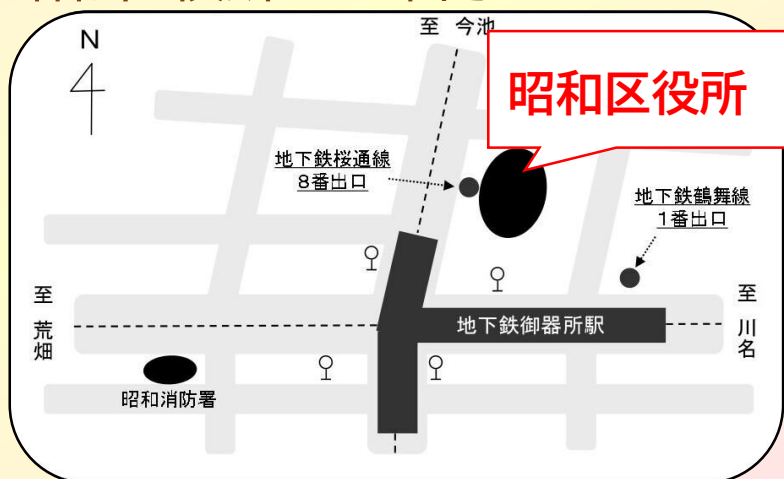 至 今池
N
昭和区役所
地下鉄桜通線
8番出口
地下鉄鶴舞線
1番出口
至 荒畑
地下鉄御器所駅
至 川名
昭和消防署